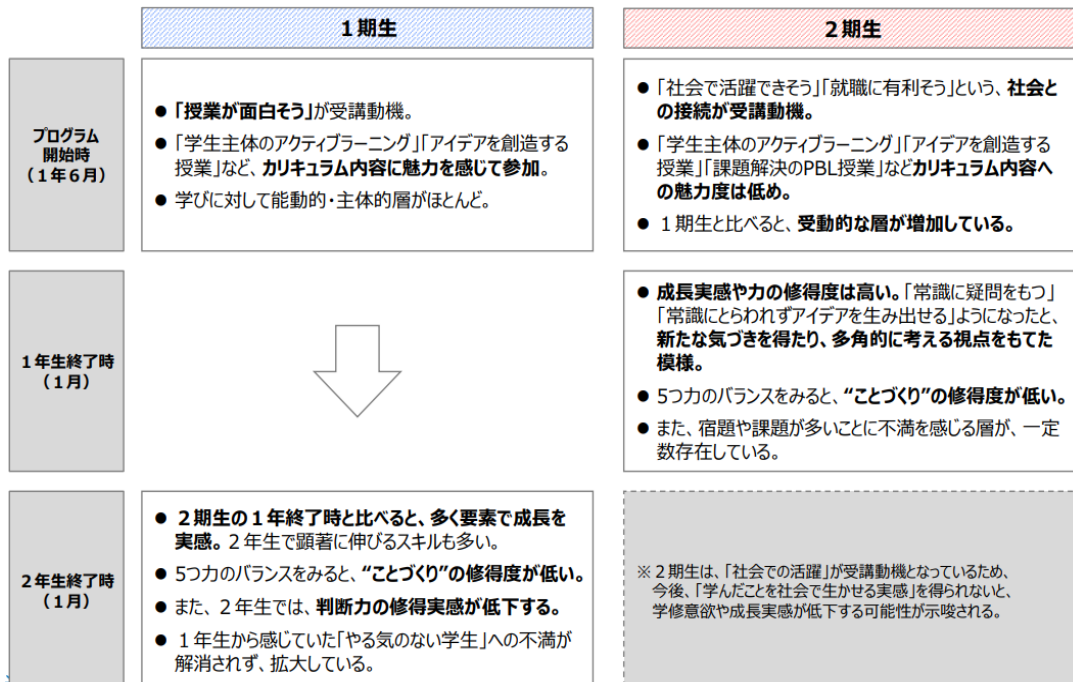 1期生
2期生
プログラム
開始時
（1年6月）
● 「授業が面白そう」が受講動機。
● 「学生主体のアクティブラーニング」「アイデアを創造する
授業」など、カリキュラム内容に魅力を感じて参加。
● 学びに対して能動的・主体的層がほとんど。
● 「社会で活躍できそう」「就職に有利そう」という、社会と
の接続が受講動機。
● 「学生主体のアクティブラーニング」「アイデアを創造する
授業」「課題解決のPBL授業」などカリキュラム内容への
魅力度は低め。
● 1期生と比べると、受動的な層が増加している。
1年生終了時
（1月）
● 成長実感や力の修得度は高い。「常識に疑問をもつ」
「常識にとらわれずアイデアを生み出せる」ようになったと、
新たな気づきを得たり、多角的に考える視点をもてた
模様。
● 5つ力のバランスをみると、“ことづくり”の修得度が低い。
● また、宿題や課題が多いことに不満を感じる層が、一定
数存在している。
2年生終了時
（1月）
● 2期生の1年終了時と比べると、多く要素で成長を
実感。2年生で顕著に伸びるスキルも多い。
● 5つ力のバランスをみると、“ことづくり”の修得度が低い。
● また、2年生では、判断力の修得実感が低下する。
● 1年生から感じていた「やる気のない学生」への不満が
解消されず、拡大している。
※2期生は、「社会での活躍」が受講動機となっているため、
今後、「学んだことを社会で生かせる実感」を得られないと、
学修意欲や成長実感が低下する可能性が示唆される。